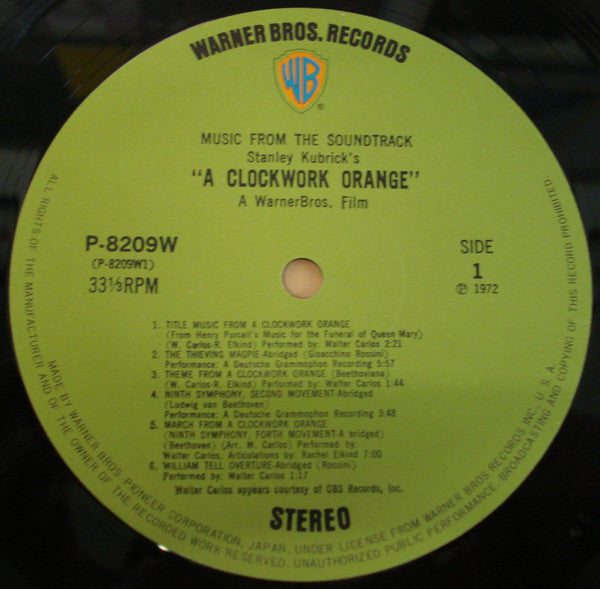 WARNER BROS. RECORDS
WB
®
MUSIC FROM THE SOUNDTRACK
Stanley Kubrick's
"A CLOCKWORK ORANGE"
A WarnerBros. Film
P-8209W
(P-8209W1)
33⅓RPM
SIDE
1
Ⓟ 1972
1. TITLE MUSIC FROM A CLOCKWORK ORANGE
(From Henry Purcell's Music for the Funeral of Queen Mary)
(W. Carlos-R. Elkind) Performed by: Walter Carlos 2:21
2. THE THIEVING MAGPIE-Abridged (Gioacchino Rossini)
Performance: A Deutsche Grammophon Recording 5:57
3. THEME FROM A CLOCKWORK ORANGE (Beethoviana)
(W. Carlos-R. Elkind) Performed by: Walter Carlos 1:44
4. NINTH SYMPHONY, SECOND MOVEMENT-Abridged
(Ludwig van Beethoven)
Performance: A Deutsche Grammophon Recording 3:48
5. MARCH FROM A CLOCKWORK ORANGE
(NINTH SYMPHONY, FORTH MOVEMENT-A bridged)
(Beethoven) (Arr. W. Carlos) Performed by:
Walter Carlos, Articulations by: Rachel Elkind 7:00
6. WILLIAM TELL OVERTURE-Abridged (Rossini)
Performed by: Walter Carlos 1:17
Walter Carlos appears courtesy of CBS Records, Inc.
STEREO
MADE BY WARNER BROS. PIONEER CORPORATION, JAPAN, UNDER LICENSE FROM WARNER BROS RECORDS INC. U. S. A.
ALL RIGHTS OF THE MANUFACTURER AND OF THE OWNER OF THE RECORDED WORK RESERVED. UNAUTHORIZED PUBLIC PERFORMANCE, BROADCASTING AND COPYING OF THIS RECORD PROHIBITED